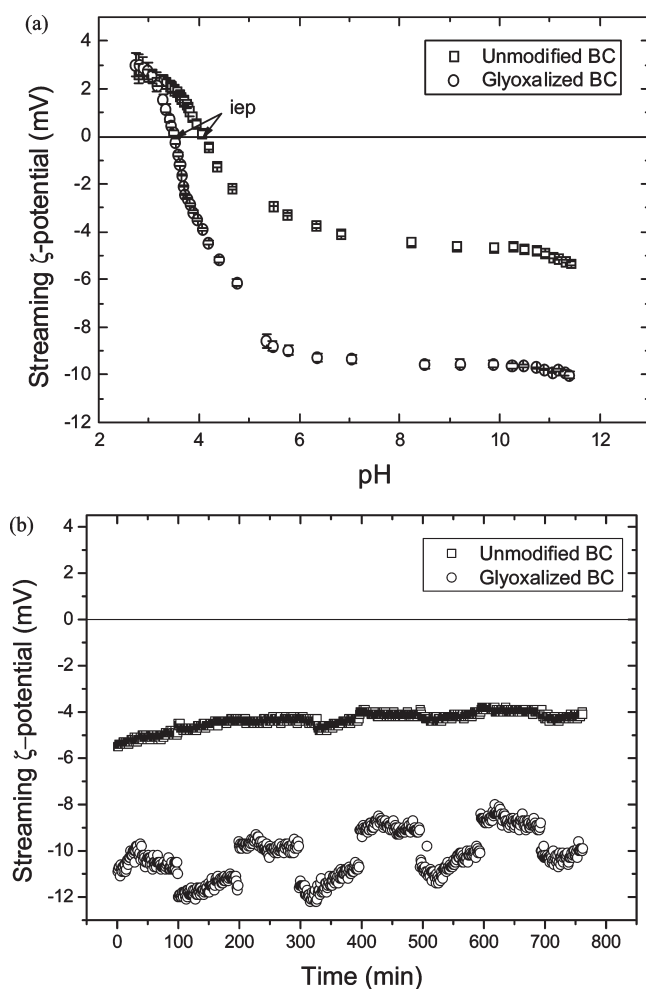 (a)
4
2
0
-2
-4
-6
-8
-10
-12
Streaming ζ-potential (mV)
Unmodified BC
Glyoxalized BC
iep
2 4 6 8 10 12
pH
(b)
4
2
0
-2
-4
-6
-8
-10
-12
Streaming ζ-potential (mV)
Unmodified BC
Glyoxalized BC
0 100 200 300 400 500 600 700 800
Time (min)